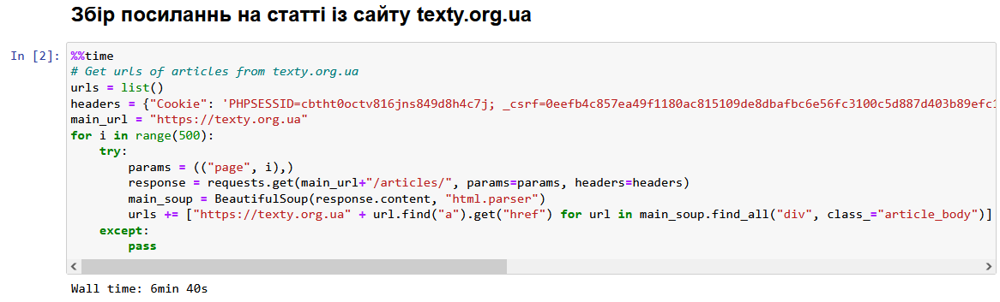 Збір посиланнь на статті із сайту texty.org.ua
In [2]:
%%time
# Get urls of articles from texty.org.ua
urls = list()
headers = {"Cookie": 'PHPSESSID=cbtht0octv816jns849d8h4c7j; _csrf=0eefb4c857ea49f1180ac815109de8dbafbc6e56fc3100c5d887d403b89efc1
main_url = "https://texty.org.ua"
for i in range(500):
    try:
        params = (("page", i),)
        response = requests.get(main_url+"/articles/", params=params, headers=headers)
        main_soup = BeautifulSoup(response.content, "html.parser")
        urls += ["https://texty.org.ua" + url.find("a").get("href") for url in main_soup.find_all("div", class_="article_body")]
    except:
        pass
Wall time: 6min 40s